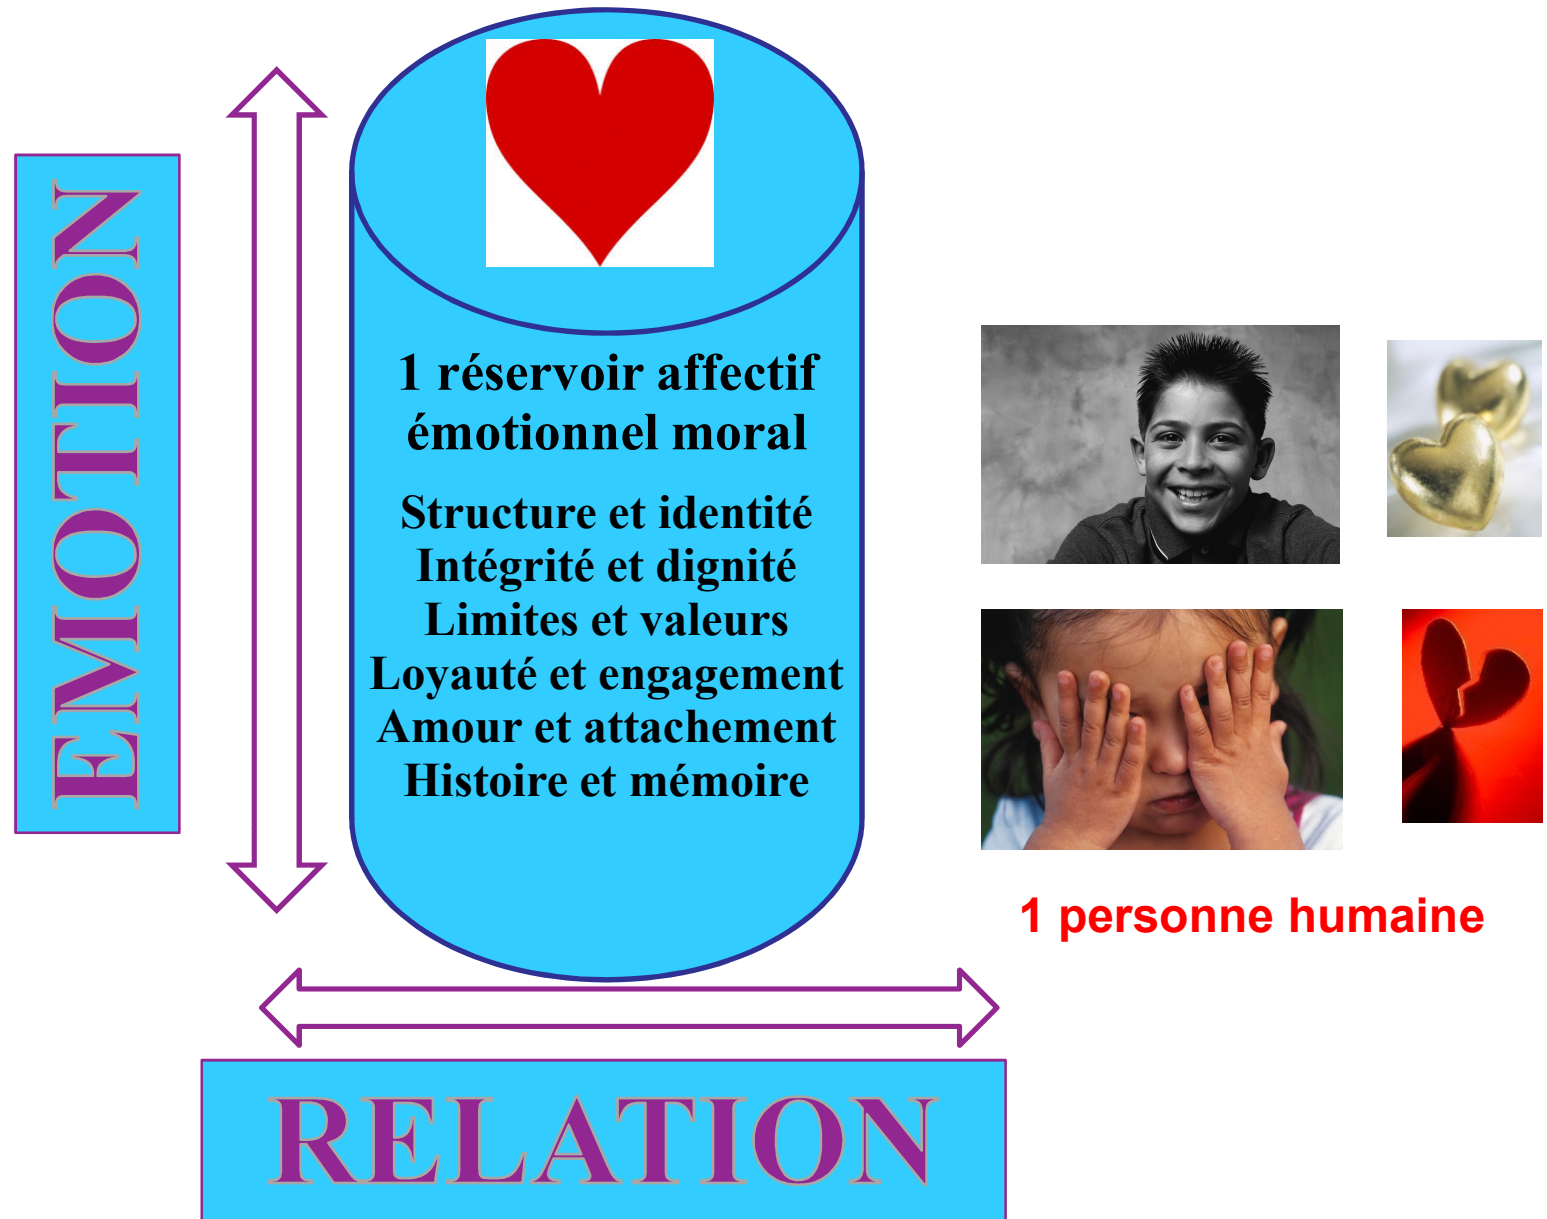 EMOTION
1 réservoir affectif
émotionnel moral
Structure et identité
Intégrité et dignité
Limites et valeurs
Loyauté et engagement
Amour et attachement
Histoire et mémoire
1 personne humaine
RELATION